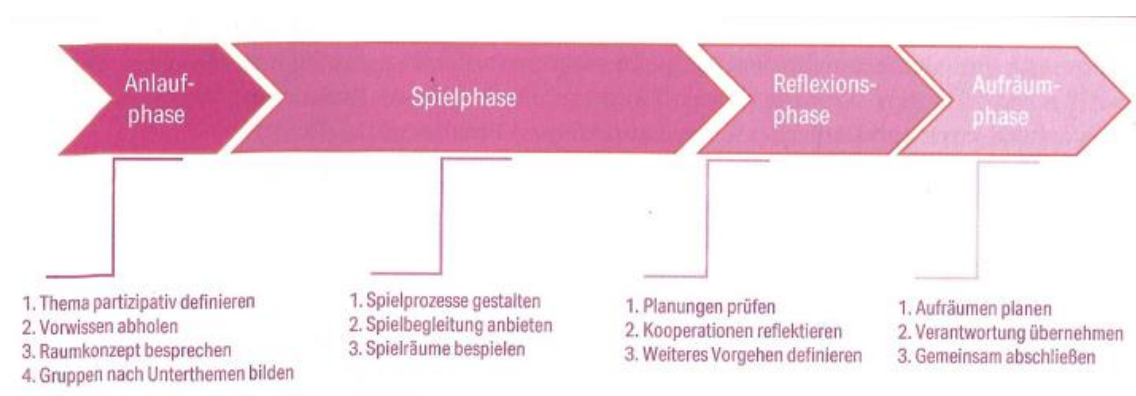 Anlauf-
phase
Spielphase
Reflexions-
phase
Aufräum-
phase
1. Thema partizipativ definieren
2. Vorwissen abholen
3. Raumkonzept besprechen
4. Gruppen nach Unterthemen bilden
1. Spielprozesse gestalten
2. Spielbegleitung anbieten
3. Spielräume bespielen
1. Planungen prüfen
2. Kooperationen reflektieren
3. Weiteres Vorgehen definieren
1. Aufräumen planen
2. Verantwortung übernehmen
3. Gemeinsam abschließen